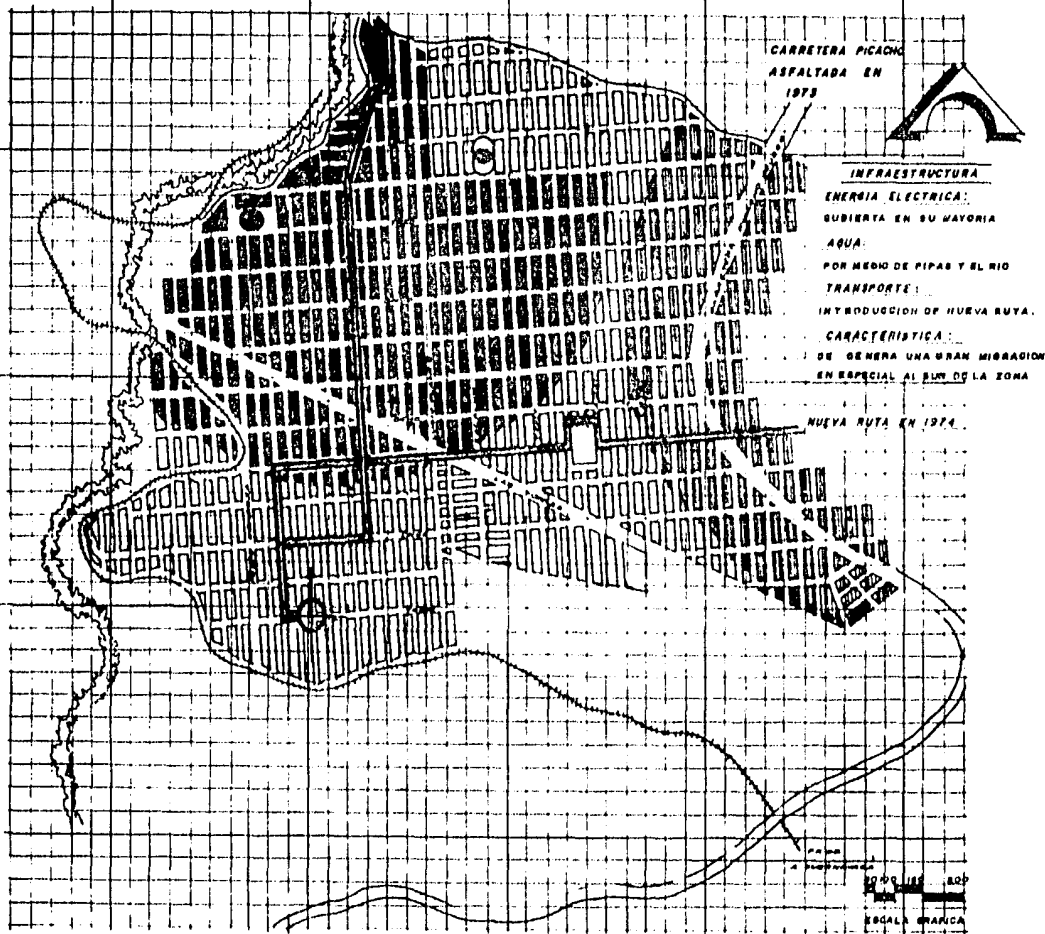 CARRETERA PICACHO
ASFALTADA EN
1973
INFRAESTRUCTURA
ENERGIA ELECTRICA:
CUBIERTA EN SU MAYORIA
AGUA:
POR MEDIO DE PIPAS Y EL RIO
TRANSPORTE:
INTRODUCCION DE NUEVA RUTA.
CARACTERISTICA:
SE GENERA UNA GRAN MIGRACION
EN ESPECIAL AL SUR DE LA ZONA
NUEVA RUTA EN 1974
ESCALA GRAFICA